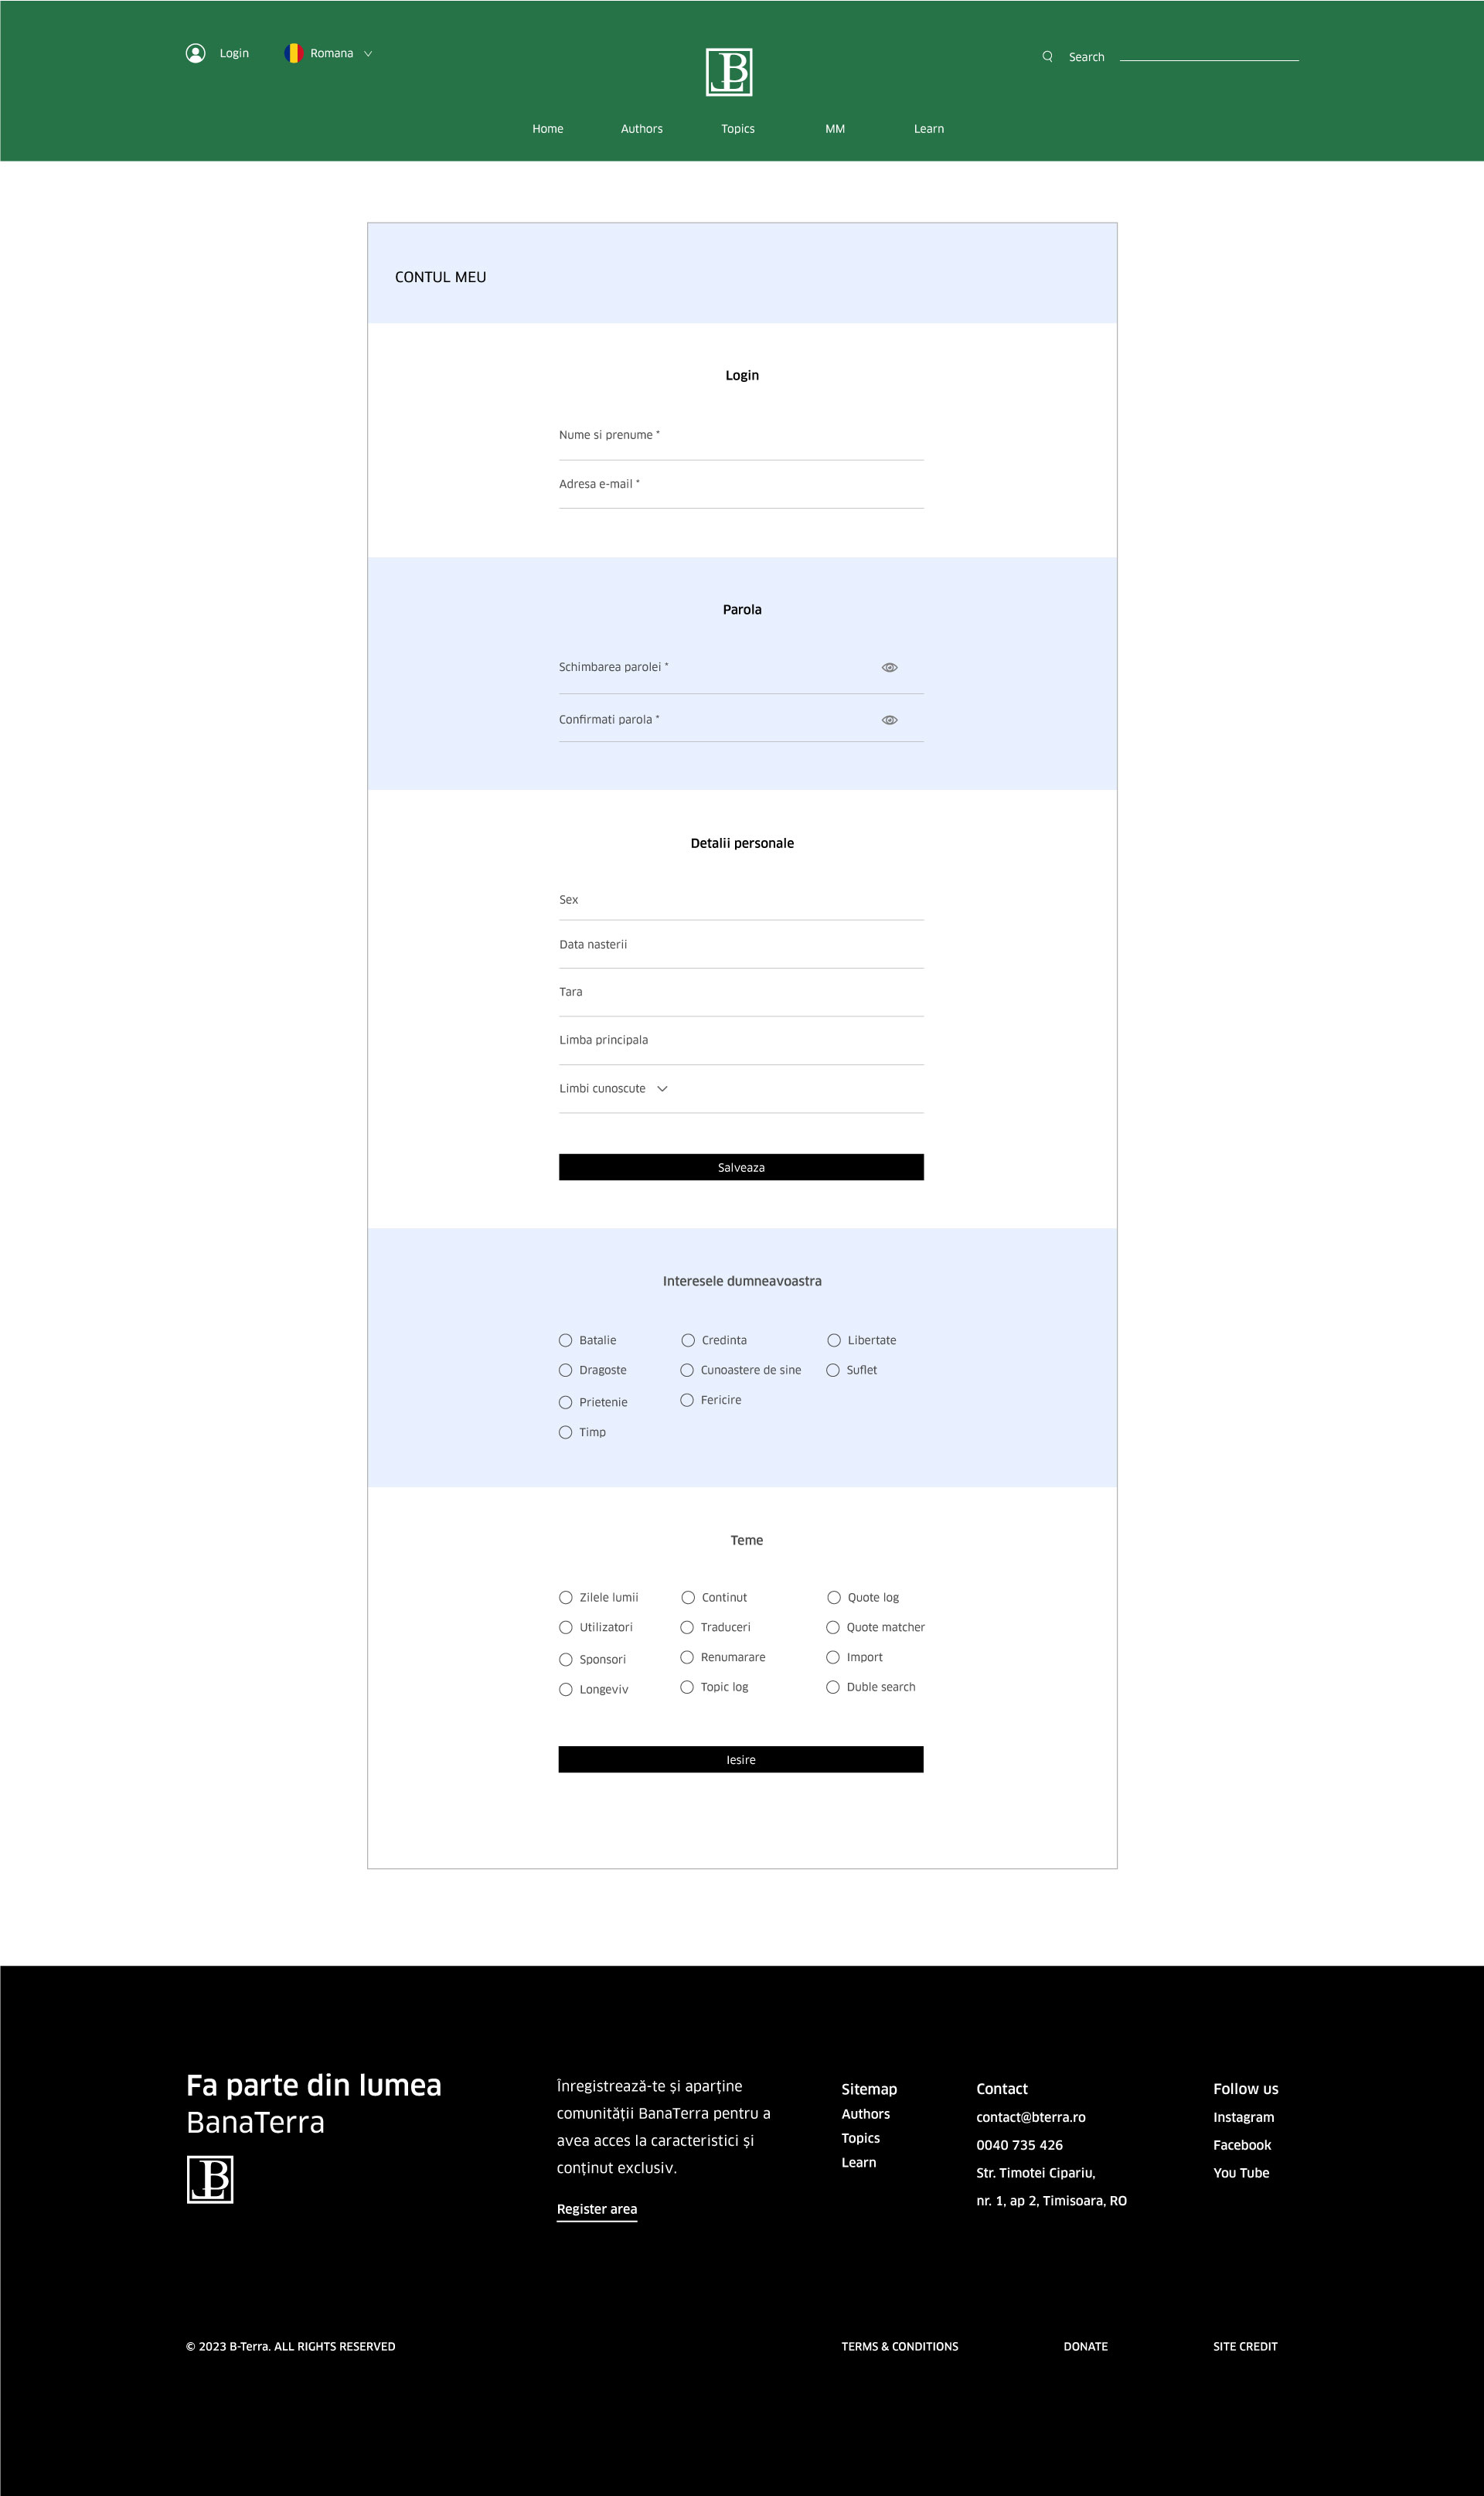 Login
Romana
Search
Home
Authors
Topics
MM
Learn
CONTUL MEU
Login
Nume si prenume *
Adresa e-mail *
Parola
Schimbarea parolei *
Confirmati parola *
Detalii personale
Sex
Data nasterii
Tara
Limba principala
Limbi cunoscute
Salveaza
Interesele dumneavoastra
Batalie
Credinta
Libertate
Dragoste
Cunoastere de sine
Suflet
Prietenie
Fericire
Timp
Teme
Zilele lumii
Continut
Quote log
Utilizatori
Traduceri
Quote matcher
Sponsori
Renumarare
Import
Longeviv
Topic log
Duble search
Iesire
Fa parte din lumea
BanaTerra
Înregistrează-te și aparține
comunității BanaTerra pentru a
avea acces la caracteristici și
conținut exclusiv.
Register area
Sitemap
Authors
Topics
Learn
Contact
contact@bterra.ro
0040 735 426
Str. Timotei Cipariu,
nr. 1, ap 2, Timisoara, RO
Follow us
Instagram
Facebook
You Tube
© 2023 B-Terra. ALL RIGHTS RESERVED
TERMS & CONDITIONS
DONATE
SITE CREDIT